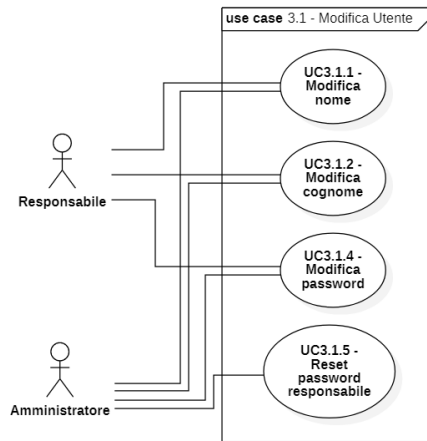 use case 3.1 - Modifica Utente
UC3.1.1 -
Modifica
nome
UC3.1.2 -
Modifica
cognome
Responsabile
UC3.1.4 -
Modifica
password
UC3.1.5 -
Reset
password
responsabile
Amministratore